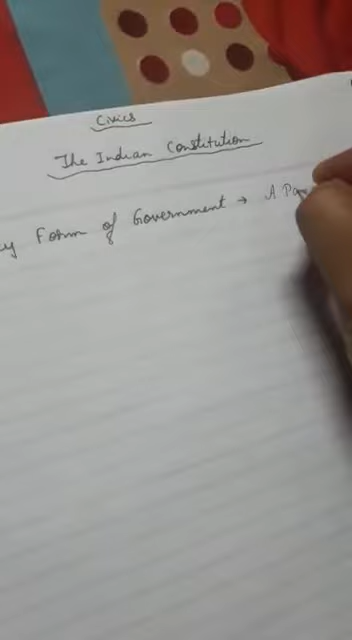 Civics
The Indian Constitution
Form of Government → A